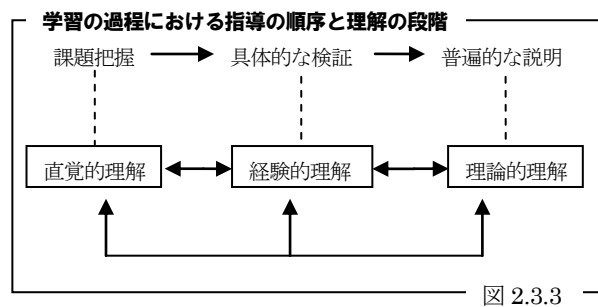 学習の過程における指導の順序と理解の段階
課題把握 具体的な検証 普遍的な説明
直覚的理解 経験的理解 理論的理解
図 2.3.3